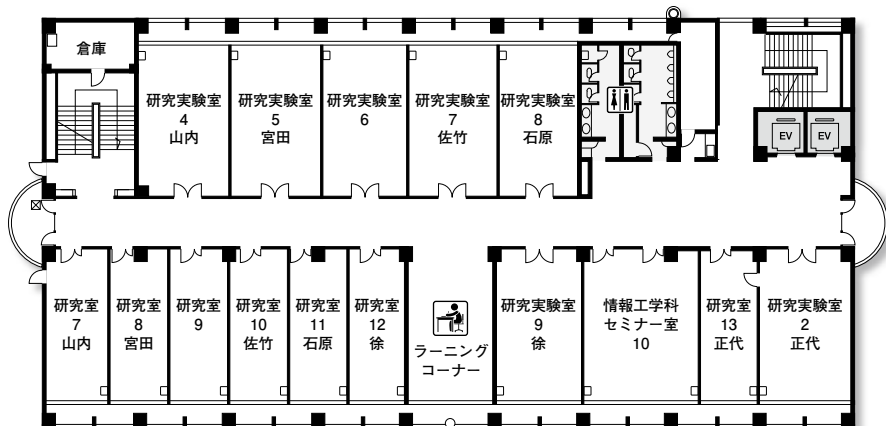 倉庫
研究実験室
4
山内
研究実験室
5
宮田
研究実験室
6
研究実験室
7
佐竹
研究実験室
8
石原
EV
EV
研究室
7
山内
研究室
8
宮田
研究室
9
研究室
10
佐竹
研究室
11
石原
研究室
12
徐
ラーニング
コーナー
研究実験室
9
徐
情報工学科
セミナー室
10
研究室
13
正代
研究実験室
2
正代